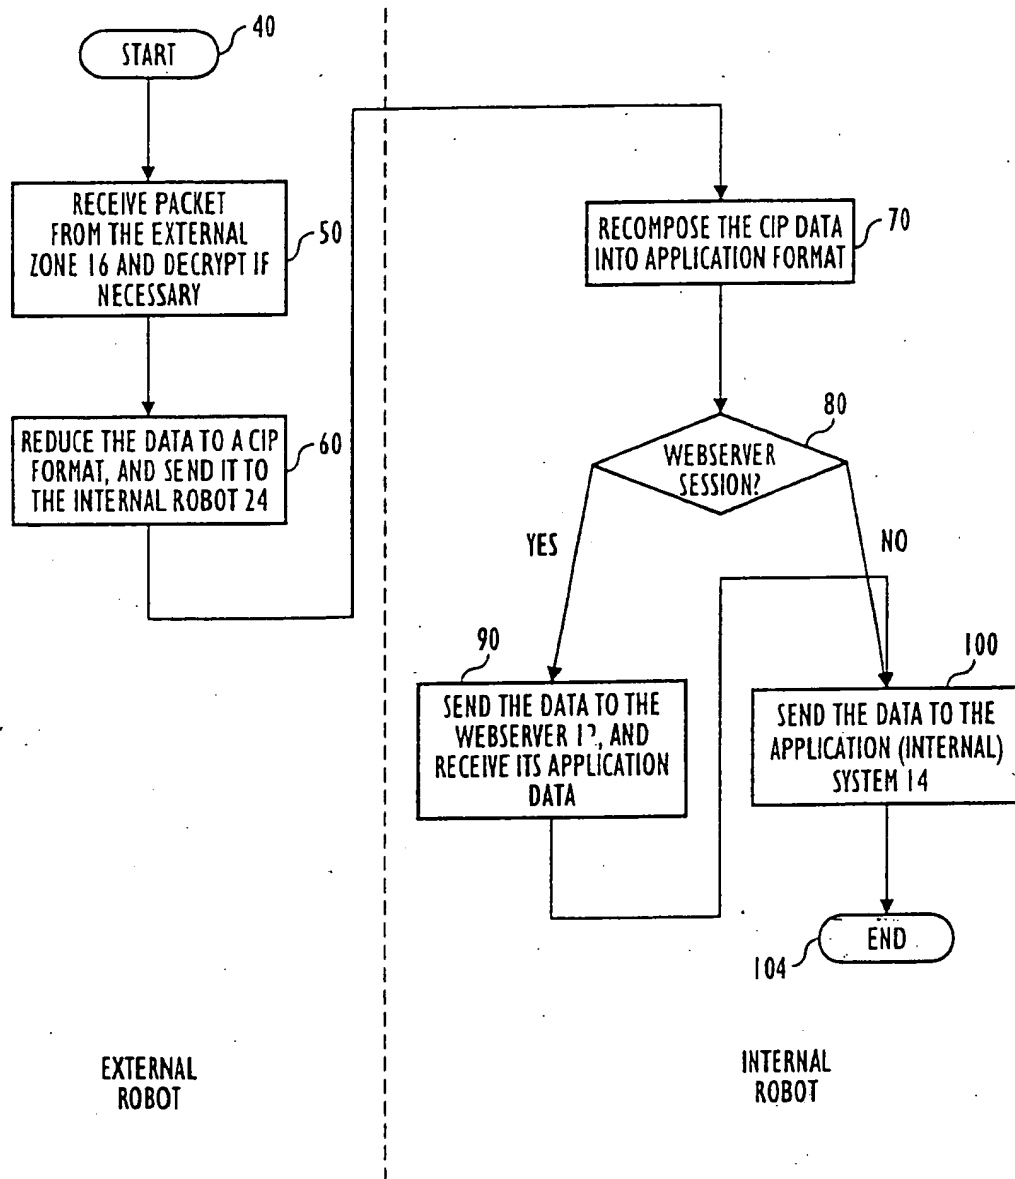 START
40
RECEIVE PACKET
FROM THE EXTERNAL
ZONE 16 AND DECRYPT IF
NECESSARY
50
REDUCE THE DATA TO A CIP
FORMAT, AND SEND IT TO
THE INTERNAL ROBOT 24
60
RECOMPOSE THE CIP DATA
INTO APPLICATION FORMAT
70
WEBSERVER
SESSION?
80
YES
NO
90
SEND THE DATA TO THE
WEBSERVER , AND
RECEIVE ITS APPLICATION
DATA
100
SEND THE DATA TO THE
APPLICATION (INTERNAL)
SYSTEM 14
END
104
EXTERNAL
ROBOT
INTERNAL
ROBOT